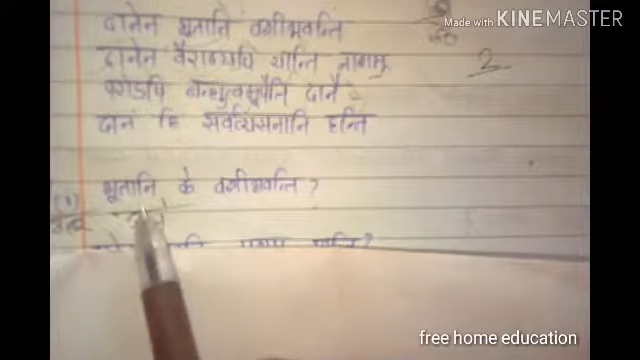 Made with KINEMASTER
दानेन भूतानि वशीभवन्ति
दानेन वैराण्यपि यान्ति नाशम्
2
परोऽपि बन्धुत्वमुपैति दानै
दानं हि सर्वव्यसनानि हन्ति
(1)
भूतानि के वशीभवन्ति ?
free home education